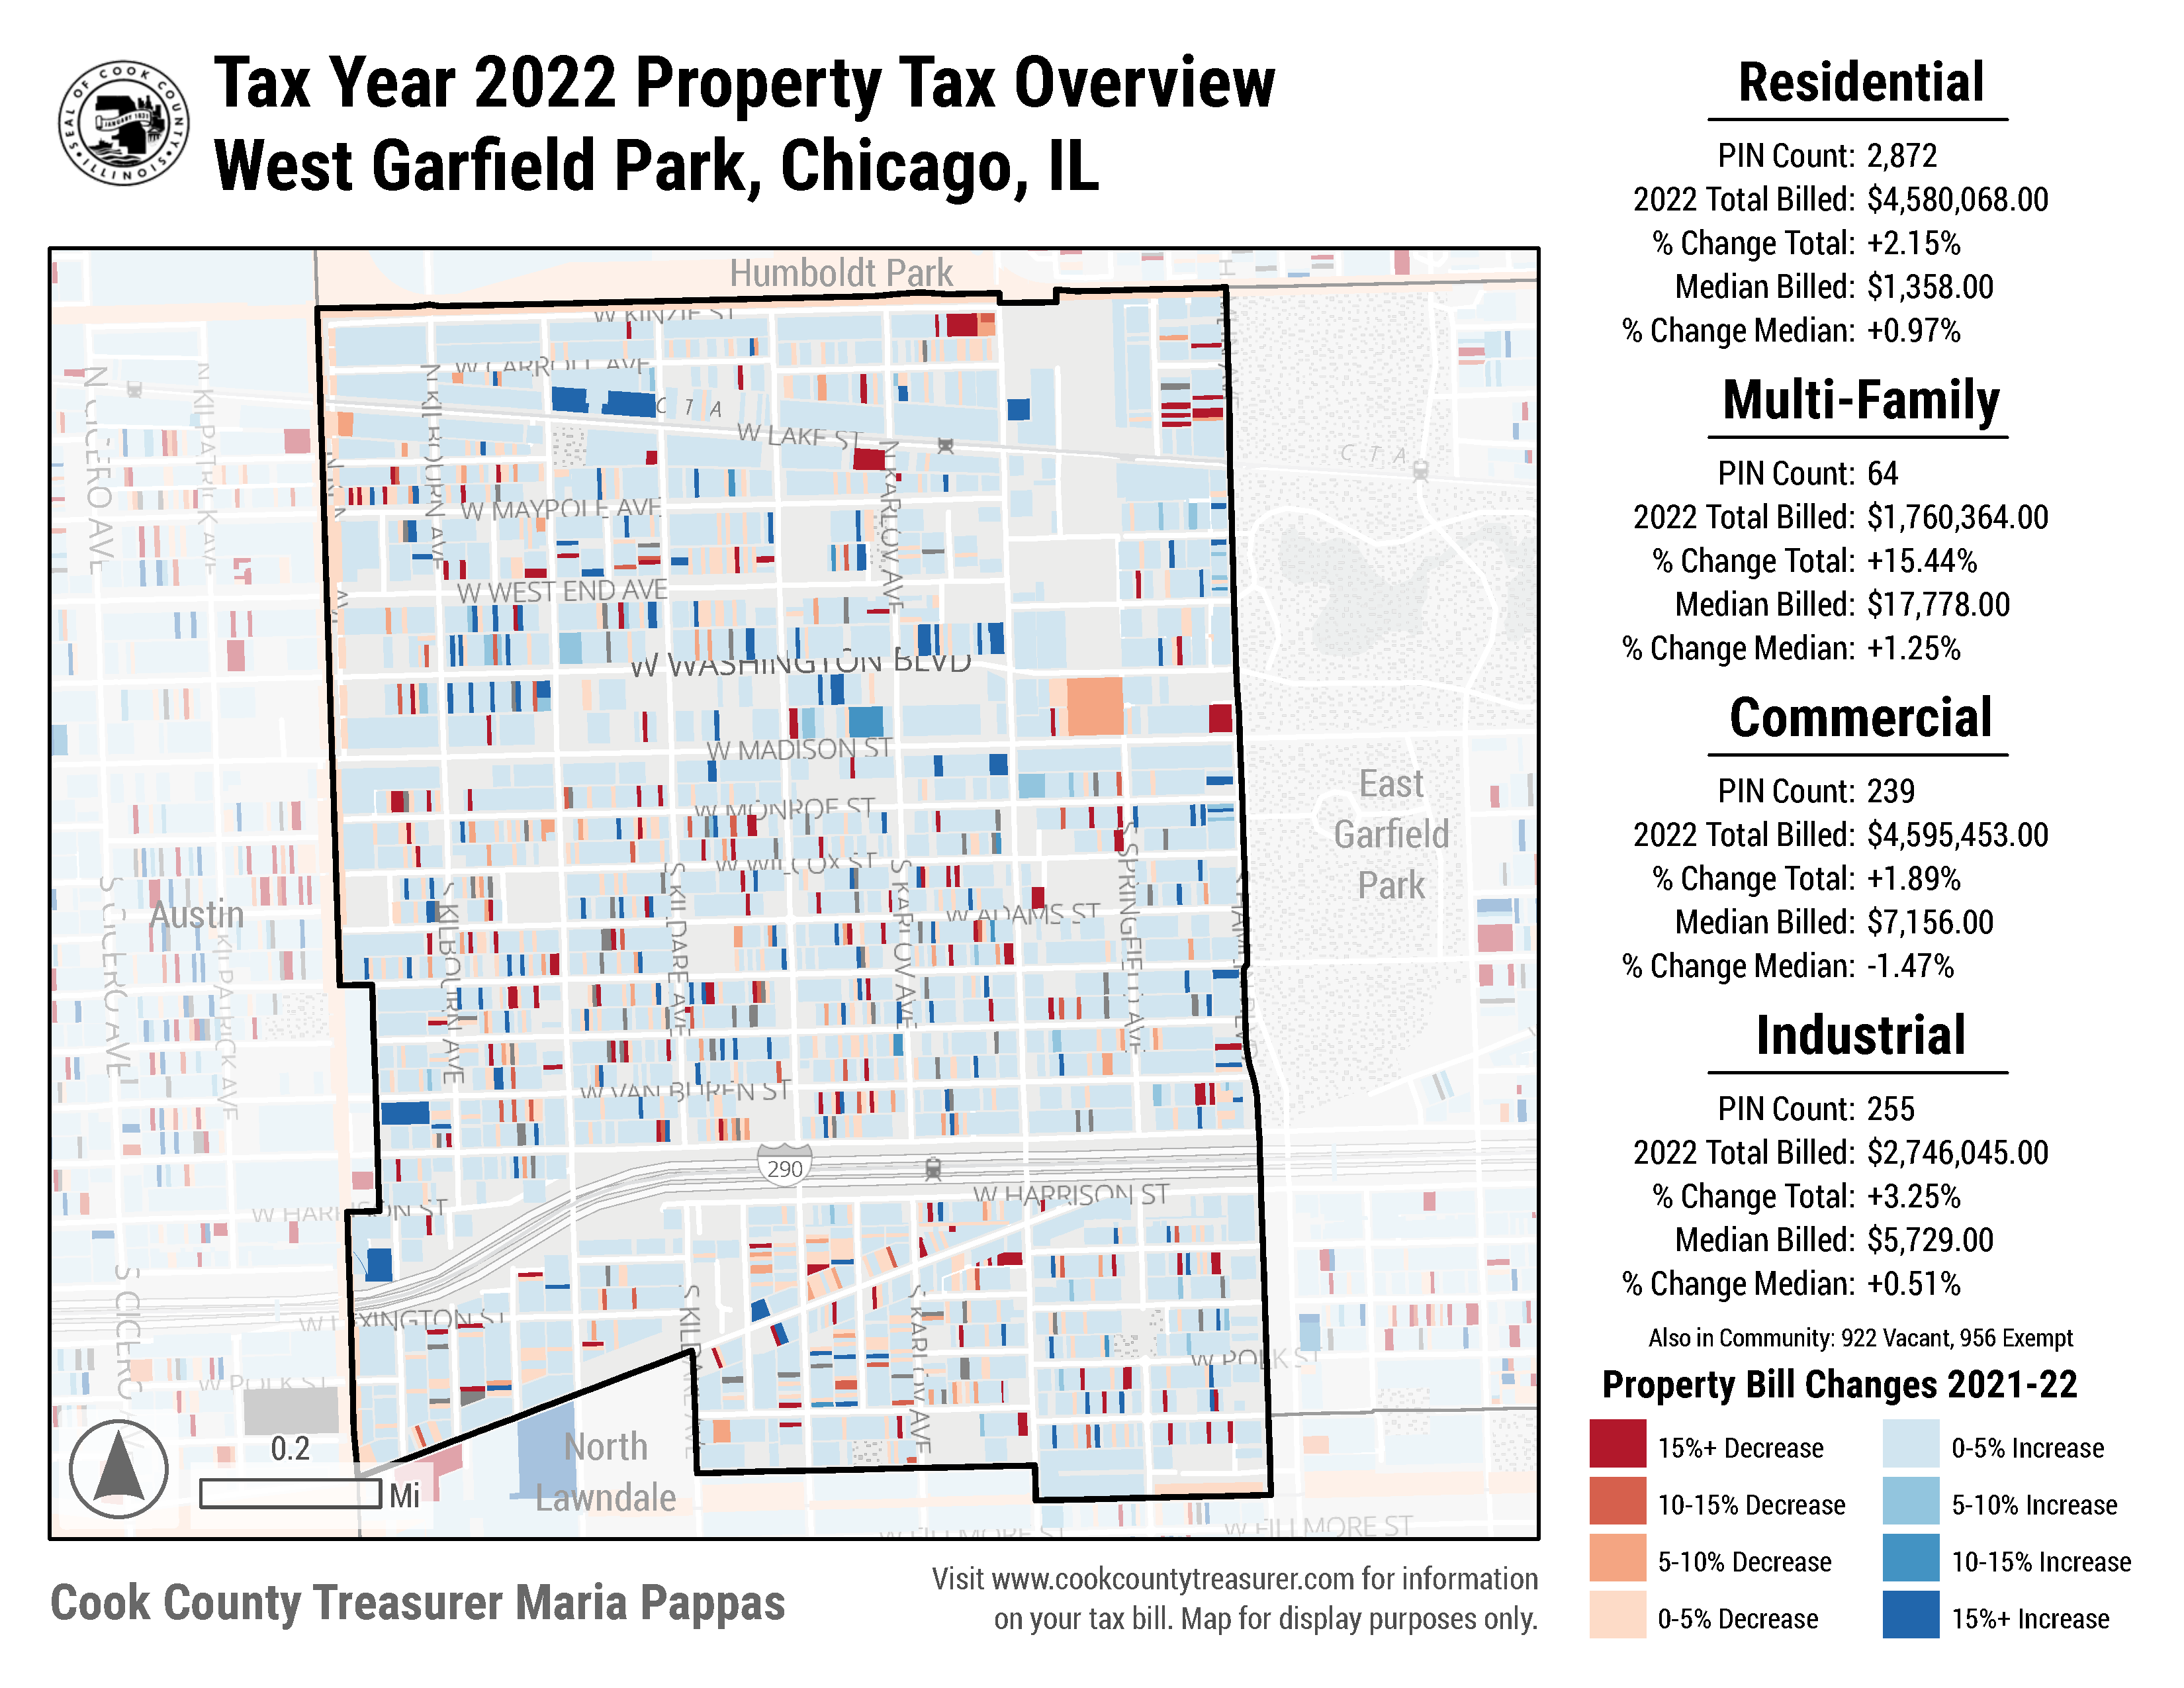 SEAL OF COOK COUNTY
ILLINOIS
JANUARY 1831
Tax Year 2022 Property Tax Overview
West Garfield Park, Chicago, IL
Humboldt Park
W KINZIE ST
W CARROLL AVE
C T A
W LAKE ST
C T A
W MAYPOLE AVE
W WEST END AVE
W WASHINGTON BLVD
W MADISON ST
W MONROE ST
W WILCOX ST
W ADAMS ST
W VAN BUREN ST
290
W HARRISON ST
W HARRISON ST
W LEXINGTON ST
W POLK ST
W POLK ST
W FILLMORE ST
W FILLMORE ST
N CICERO AVE
N KILPATRICK AVE
N KILBOURN AVE
N KARLOV AVE
S CICERO AVE
S KILPATRICK AVE
S KILBOURN AVE
S KILDARE AVE
S KARLOV AVE
S SPRINGFIELD AVE
S CICERO AVE
S KILDARE AVE
S KARLOV AVE
Austin
East
Garfield
Park
North
Lawndale
0.2
Mi
Cook County Treasurer Maria Pappas
Visit www.cookcountytreasurer.com for information
on your tax bill. Map for display purposes only.
Residential
PIN Count: 2,872
2022 Total Billed: $4,580,068.00
% Change Total: +2.15%
Median Billed: $1,358.00
% Change Median: +0.97%
Multi-Family
PIN Count: 64
2022 Total Billed: $1,760,364.00
% Change Total: +15.44%
Median Billed: $17,778.00
% Change Median: +1.25%
Commercial
PIN Count: 239
2022 Total Billed: $4,595,453.00
% Change Total: +1.89%
Median Billed: $7,156.00
% Change Median: -1.47%
Industrial
PIN Count: 255
2022 Total Billed: $2,746,045.00
% Change Total: +3.25%
Median Billed: $5,729.00
% Change Median: +0.51%
Also in Community: 922 Vacant, 956 Exempt
Property Bill Changes 2021-22
15%+ Decrease
10-15% Decrease
5-10% Decrease
0-5% Decrease
0-5% Increase
5-10% Increase
10-15% Increase
15%+ Increase